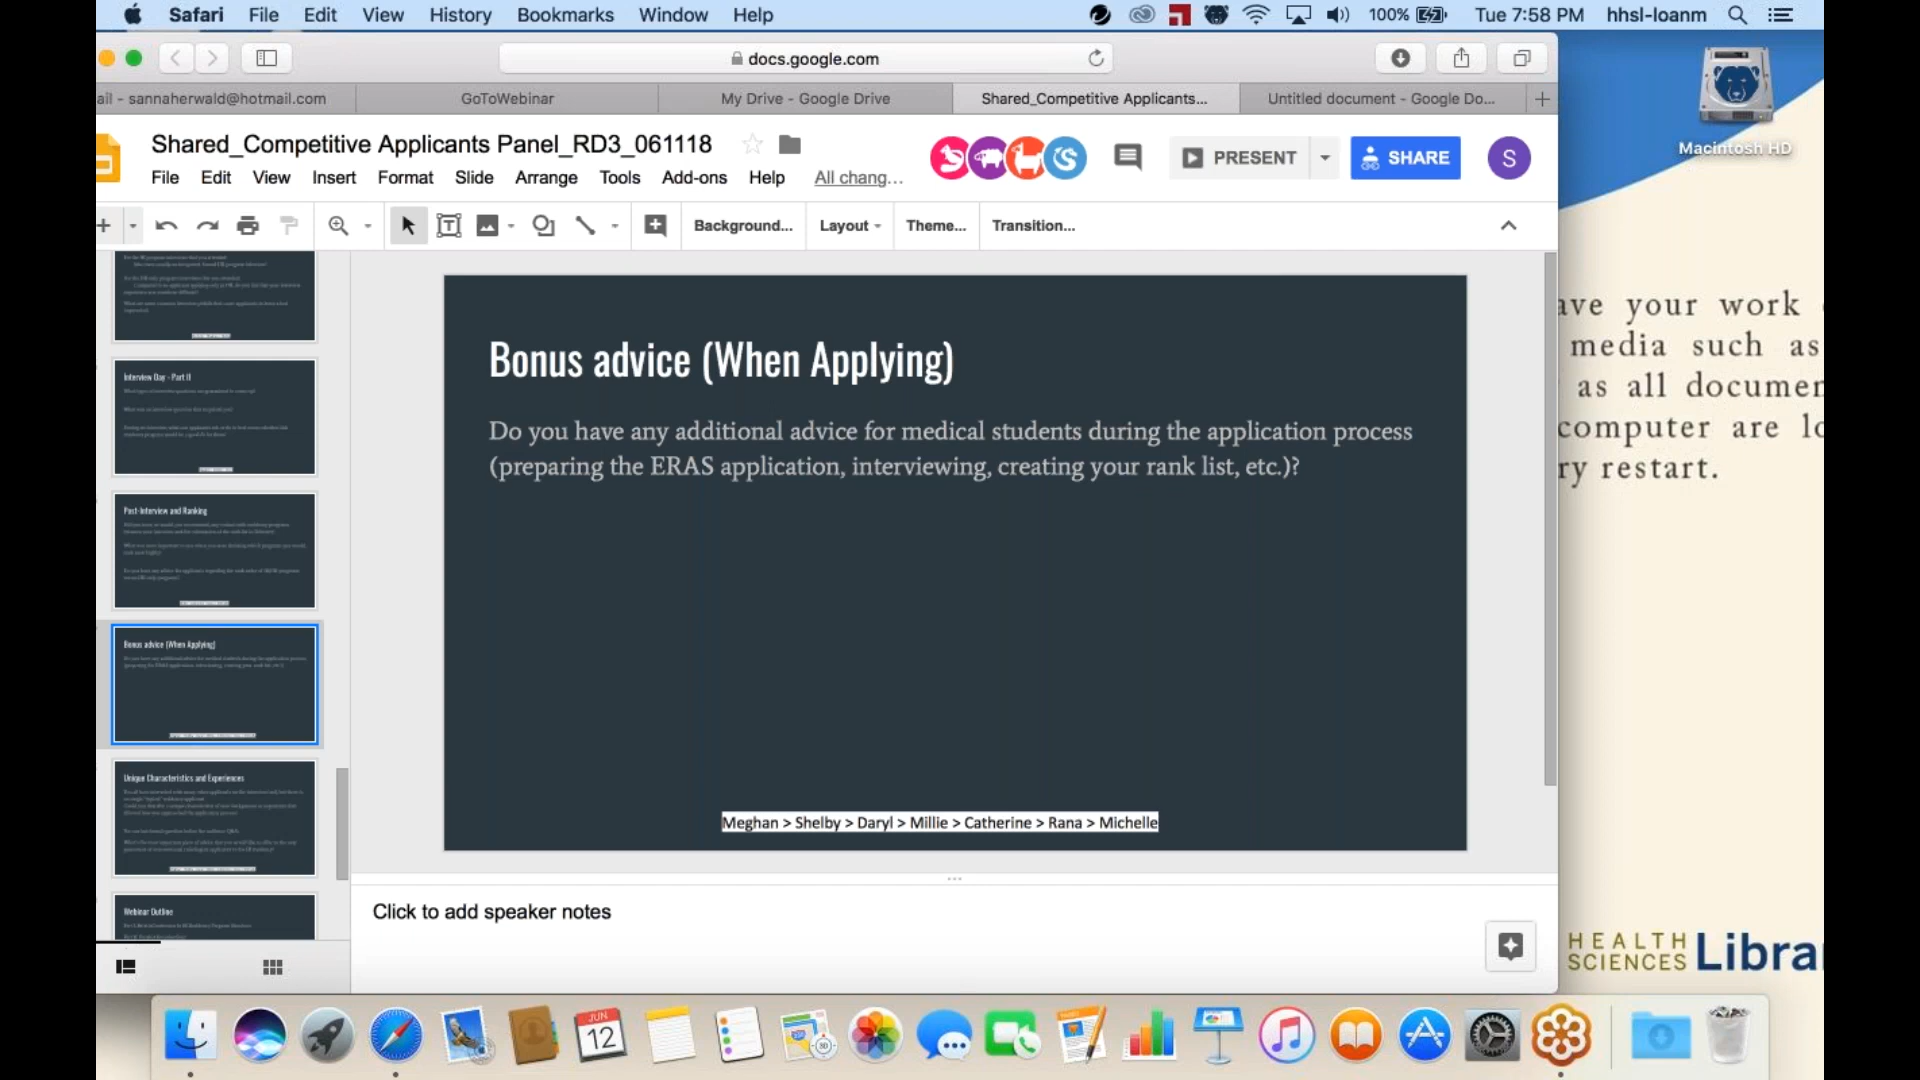 Safari File Edit View History Bookmarks Window Help 100% Tue 7:58 PM hhsl-loanm
docs.google.com
ail - sannaherwald@hotmail.com GoToWebinar My Drive - Google Drive Shared_Competitive Applicants... Untitled document - Google Do...
Macintosh HD
Shared_Competitive Applicants Panel_RD3_061118
PRESENT SHARE S
File Edit View Insert Format Slide Arrange Tools Add-ons Help All chang...
Background... Layout Theme... Transition...
Interview Day - Part II
Post-Interview and Ranking
Bonus advice (When Applying)
Unique Characteristics and Experiences
Webinar Outline
Bonus advice (When Applying)
Do you have any additional advice for medical students during the application process
(preparing the ERAS application, interviewing, creating your rank list, etc.)?
Meghan > Shelby > Daryl > Millie > Catherine > Rana > Michelle
Click to add speaker notes
ave your work
media such as
as all documen
computer are lo
ry restart.
HEALTH
SCIENCES Libra
JUN
12